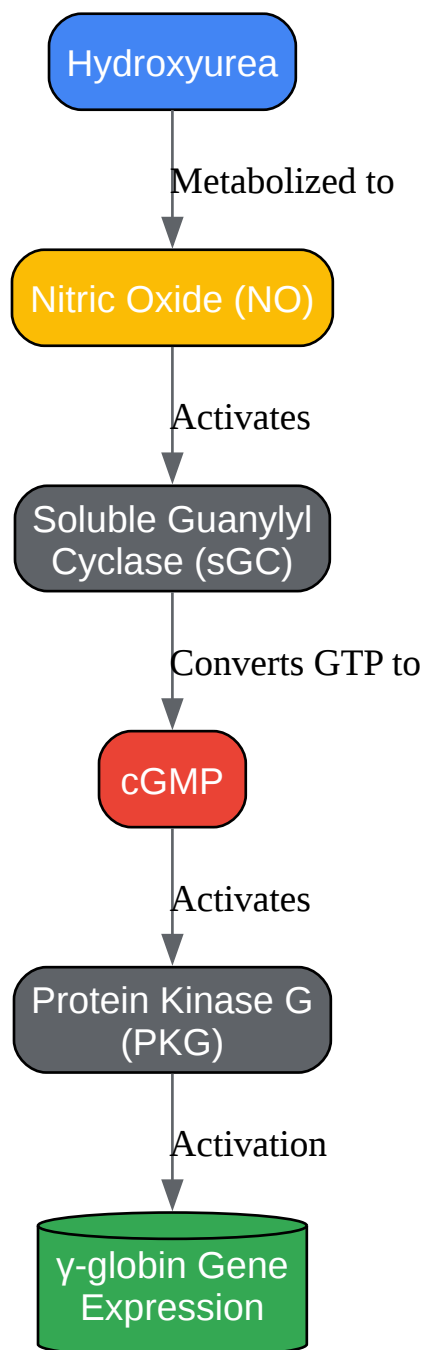 Hydroxyurea
Metabolized to
Nitric Oxide (NO)
Activates
Soluble Guanylyl
Cyclase (sGC)
Converts GTP to
cGMP
Activates
Protein Kinase G
(PKG)
Activation
γ-globin Gene
Expression